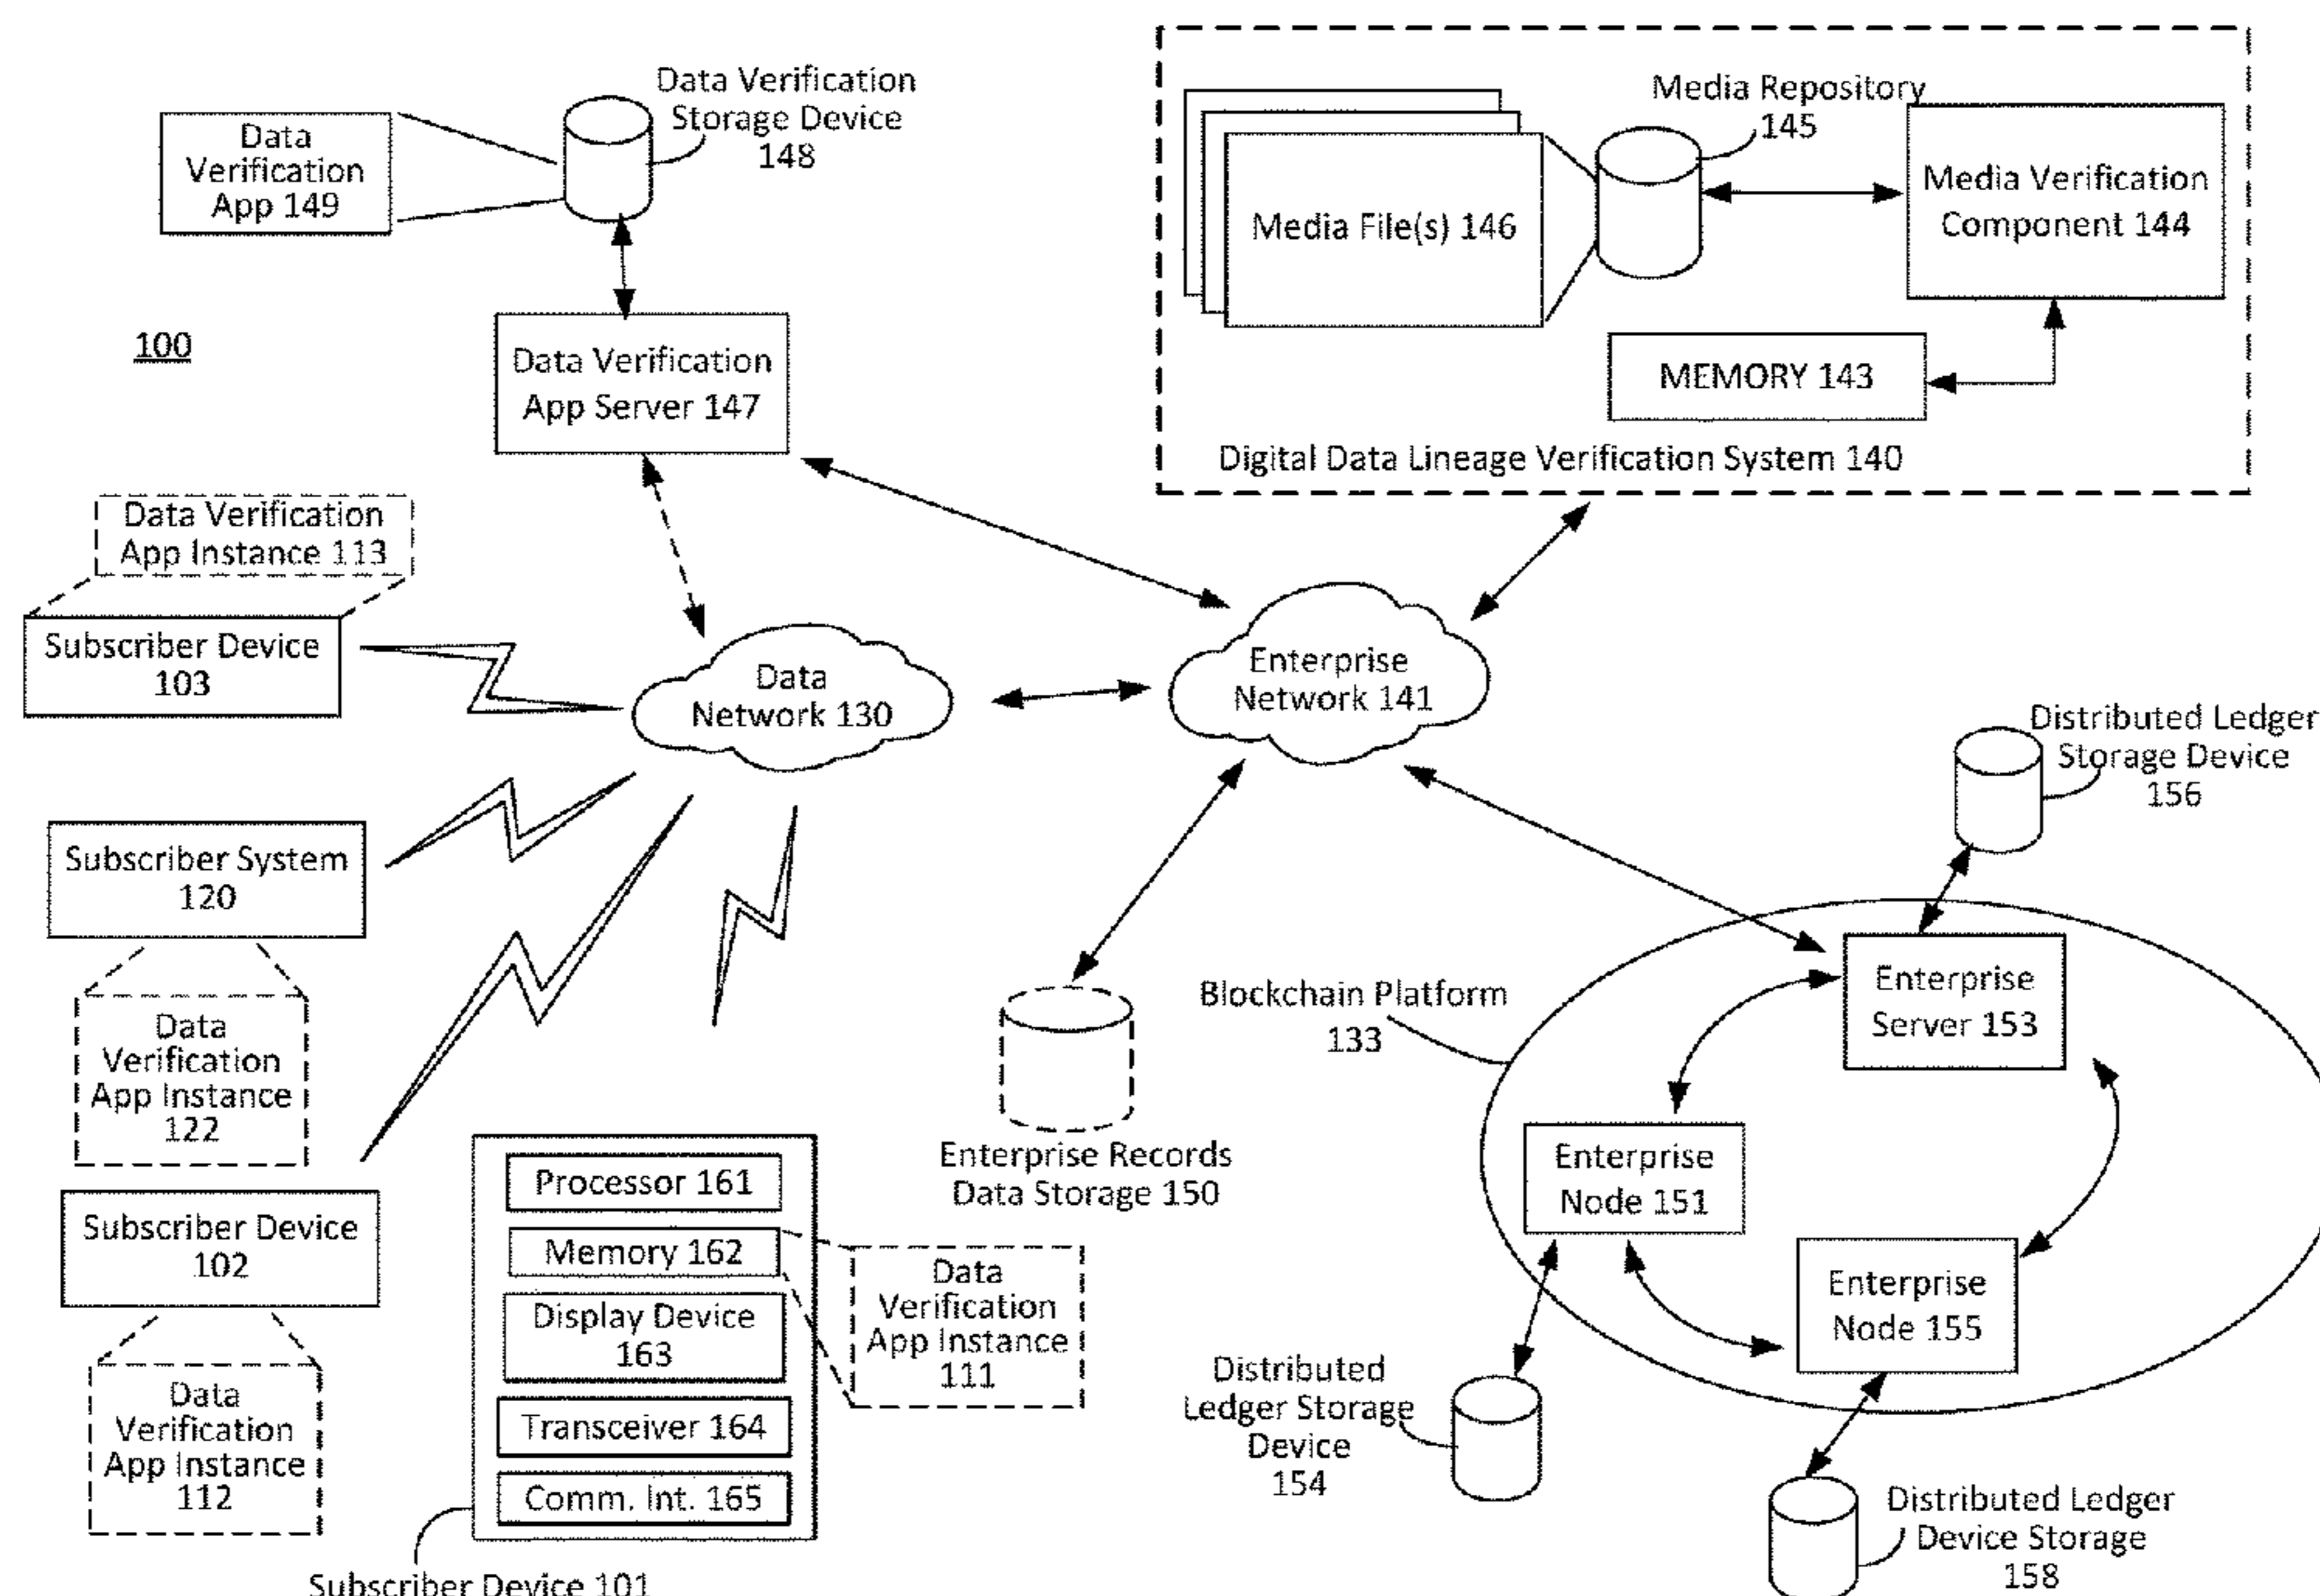 Data Verification
Storage Device
148
Data
Verification
App 149
Media Repository
145
Media Verification
Component 144
Media File(s) 146
MEMORY 143
Digital Data Lineage Verification System 140
100
Data Verification
App Server 147
Data Verification
App Instance 113
Subscriber Device
103
Data
Network 130
Enterprise
Network 141
Distributed Ledger
Storage Device
156
Subscriber System
120
Data
Verification
App Instance
122
Blockchain Platform
133
Enterprise
Server 153
Enterprise Records
Data Storage 150
Enterprise
Node 151
Enterprise
Node 155
Subscriber Device
102
Data
Verification
App Instance
112
Processor 161
Memory 162
Display Device
163
Transceiver 164
Comm. Int. 165
Data
Verification
App Instance
111
Subscriber Device 101
Distributed
Ledger Storage
Device
154
Distributed Ledger
Device Storage
158